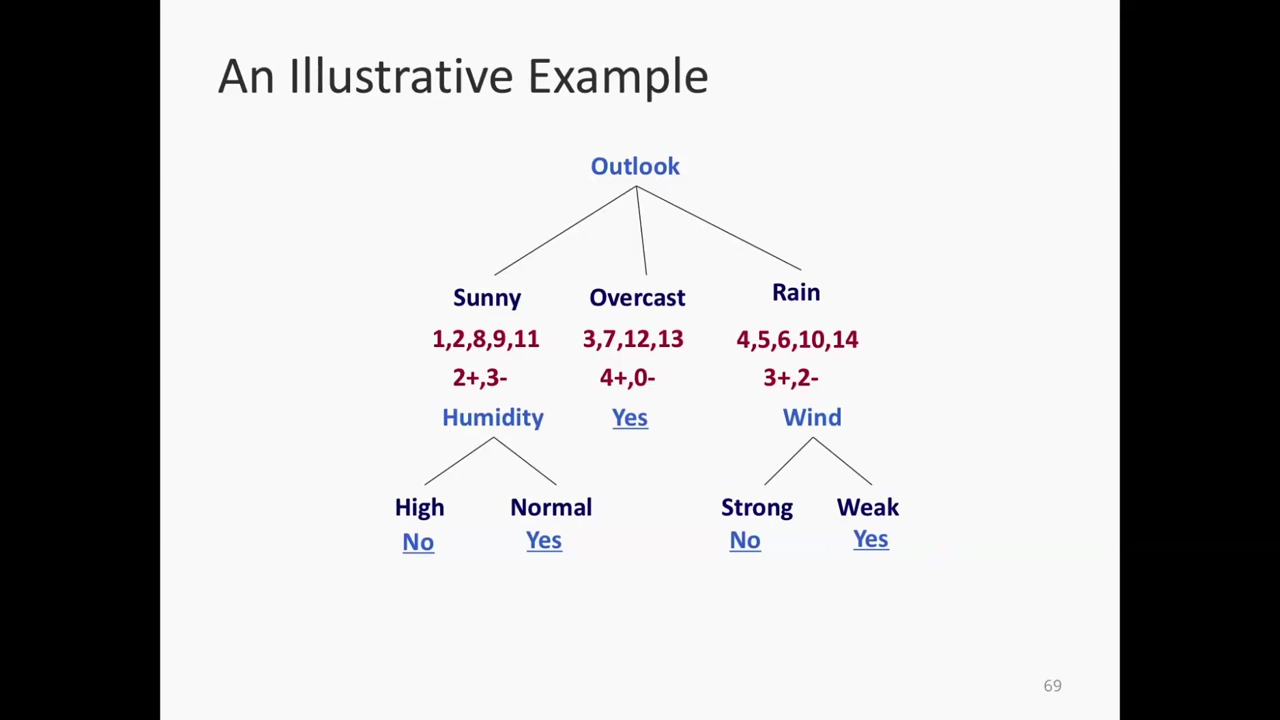 An Illustrative Example
Outlook
Sunny Overcast Rain
1,2,8,9,11 3,7,12,13 4,5,6,10,14
2+,3- 4+,0- 3+,2-
Humidity Yes Wind
High Normal Strong Weak
No Yes No Yes
69